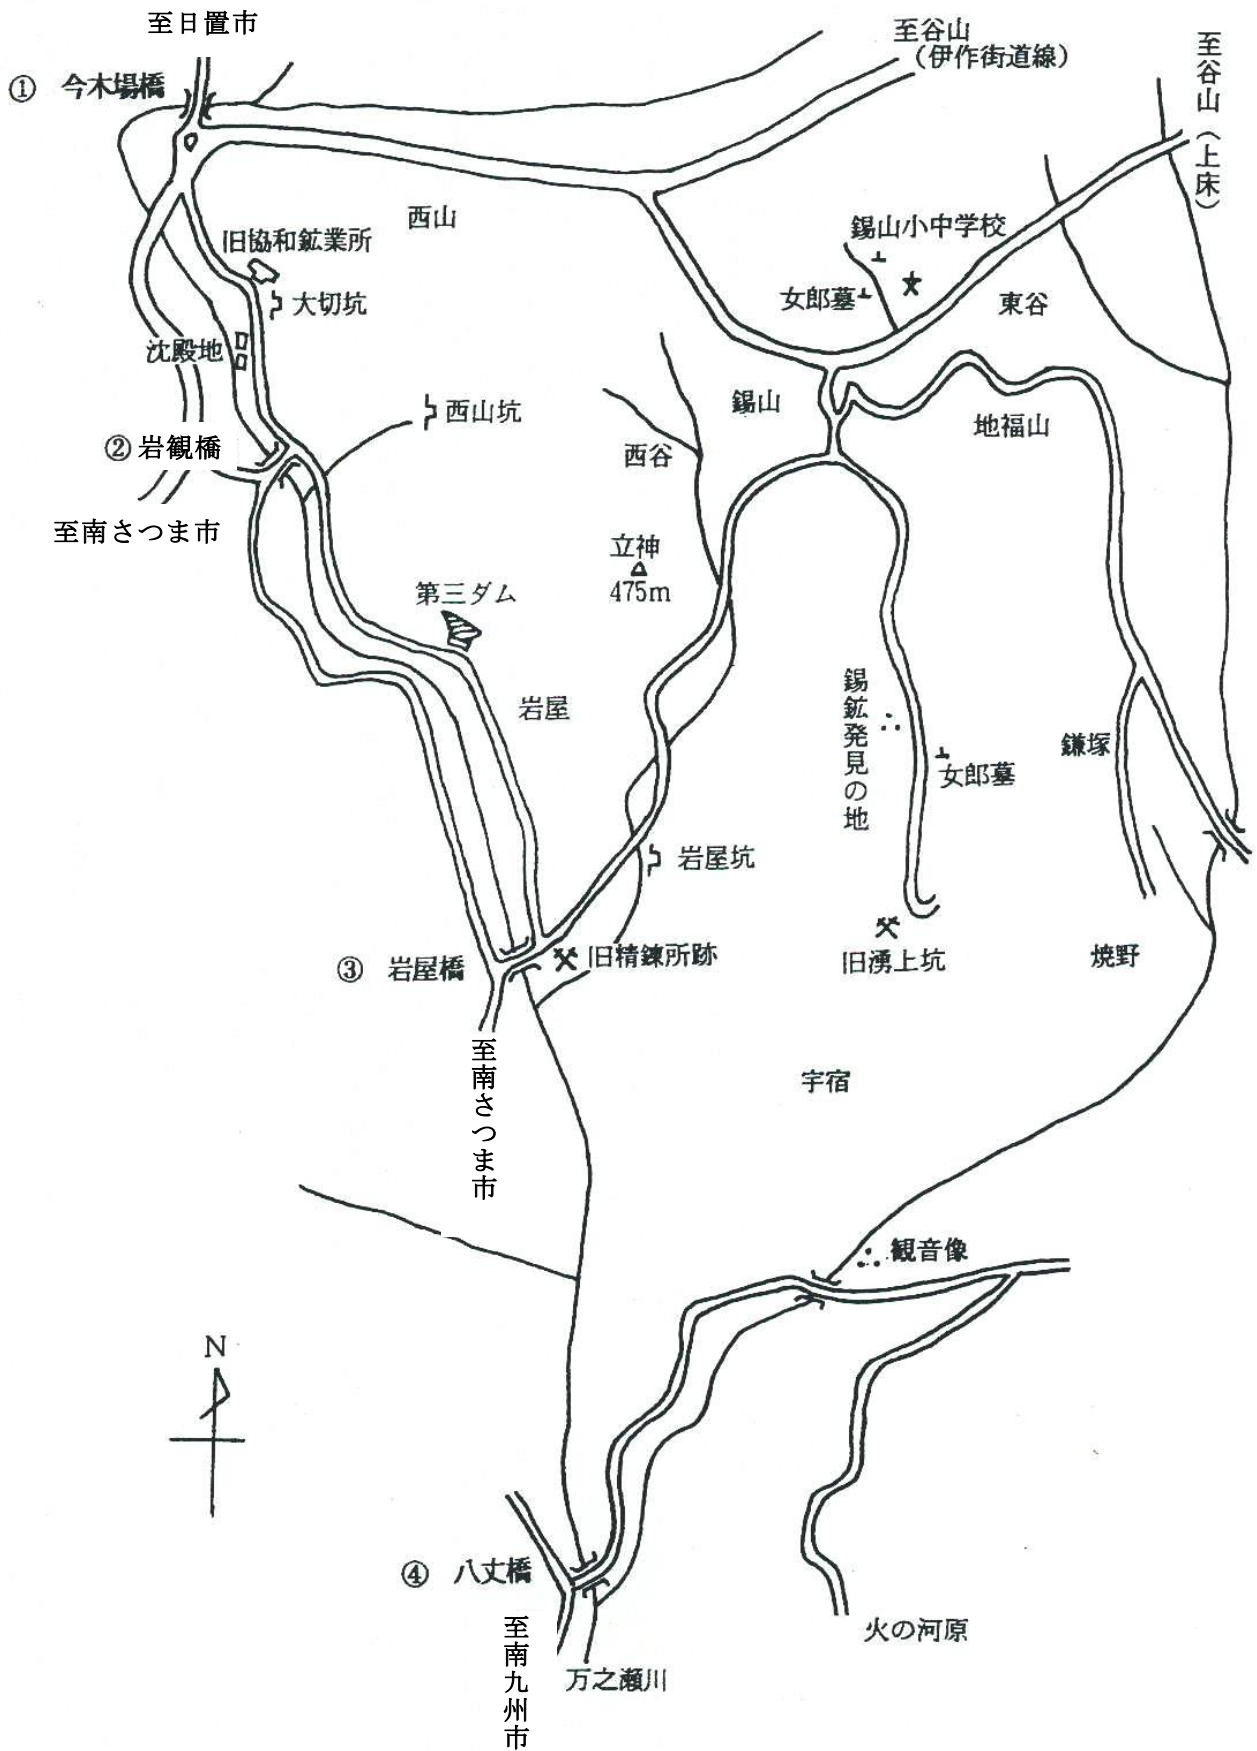 至日置市
① 今木場橋
至谷山
(伊作街道線)
至谷山(上床)
西山
旧協和鉱業所
大切坑
沈殿地
錫山小中学校
女郎墓
東谷
西山坑
錫山
西谷
地福山
② 岩観橋
至南さつま市
立神
475m
第三ダム
岩屋
錫鉱発見の地
女郎墓
鎌塚
岩屋坑
③ 岩屋橋
旧精錬所跡
旧湧上坑
焼野
至南さつま市
宇宿
観音像
N
④ 八丈橋
至南九州市
万之瀬川
火の河原